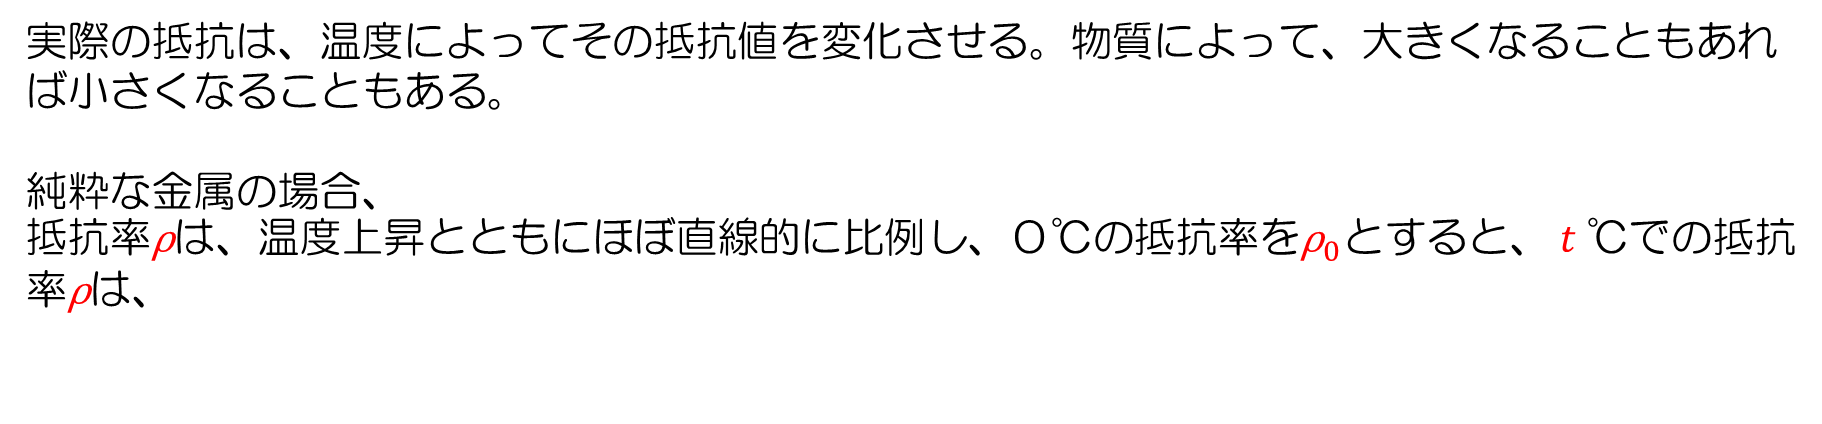 実際の抵抗は、温度によってその抵抗値を変化させる。物質によって、大きくなることもあれ
ば小さくなることもある。
純粋な金属の場合、
抵抗率ρは、温度上昇とともにほぼ直線的に比例し、０℃の抵抗率をρ₀とすると、 t ℃での抵抗
率ρは、